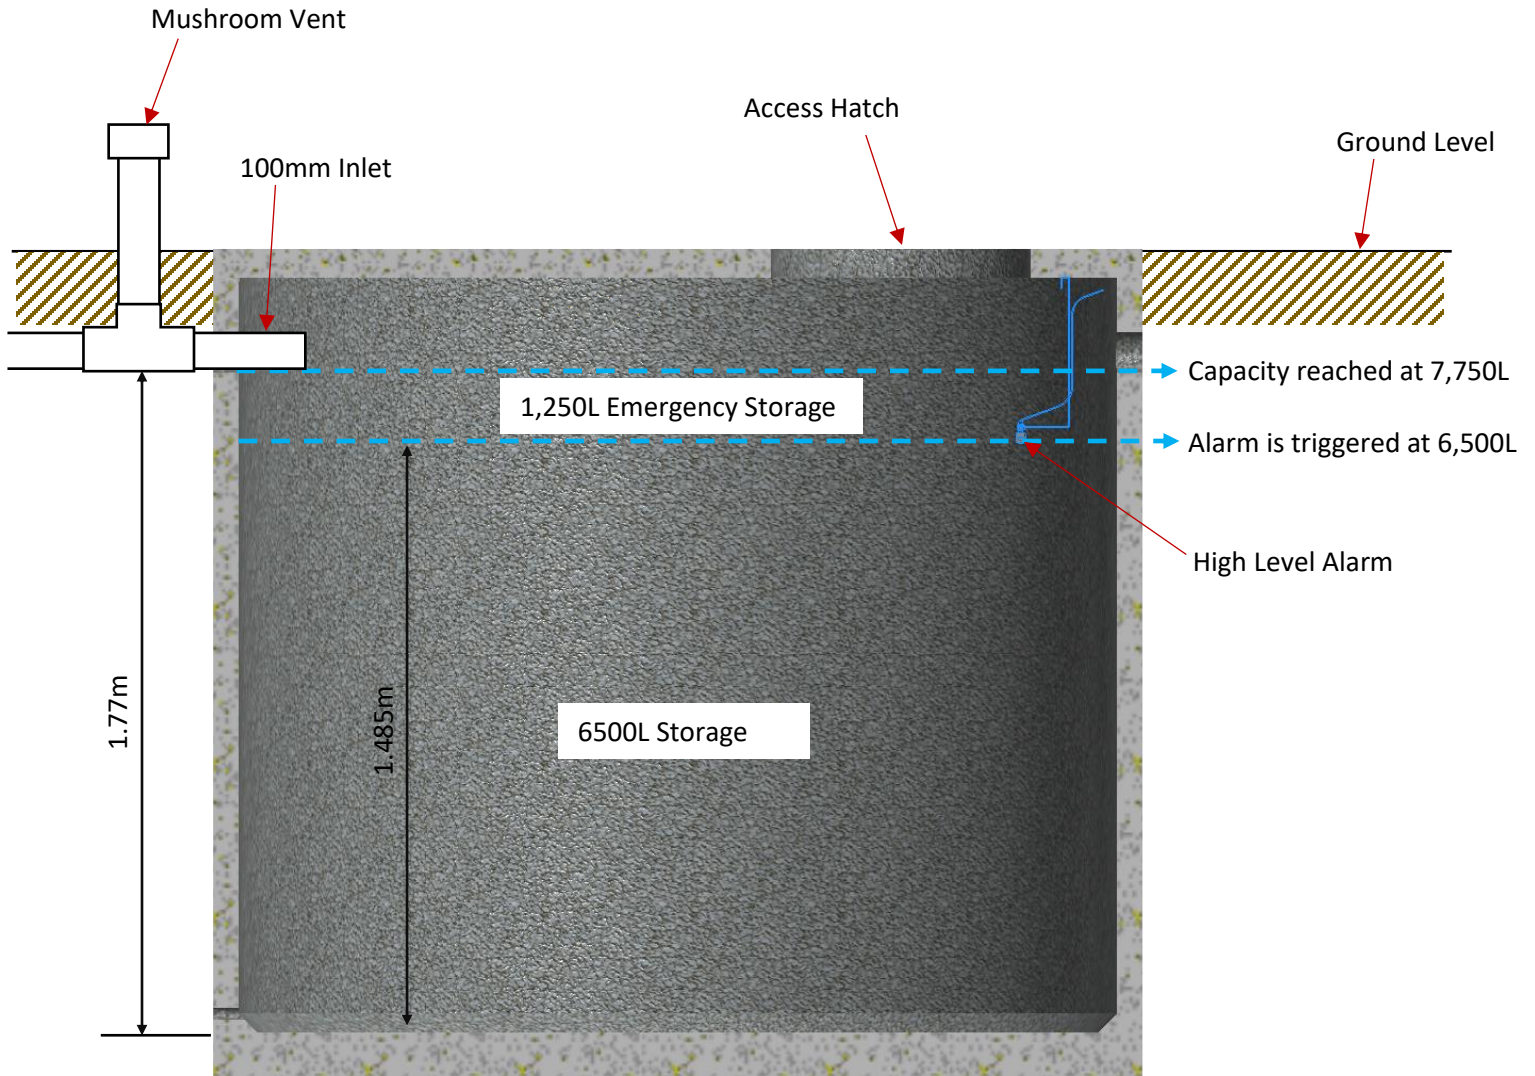 Mushroom Vent
Access Hatch
Ground Level
100mm Inlet
Capacity reached at 7,750L
1,250L Emergency Storage
Alarm is triggered at 6,500L
High Level Alarm
1.77m
1.485m
6500L Storage